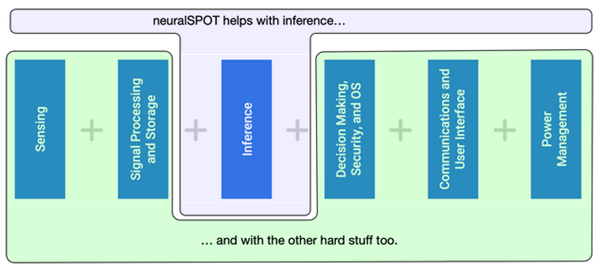 neuralSPOT helps with inference…
Sensing
Signal Processing
and Storage
Inference
Decision Making,
Security, and OS
Communications and
User Interface
Power
Management
… and with the other hard stuff too.